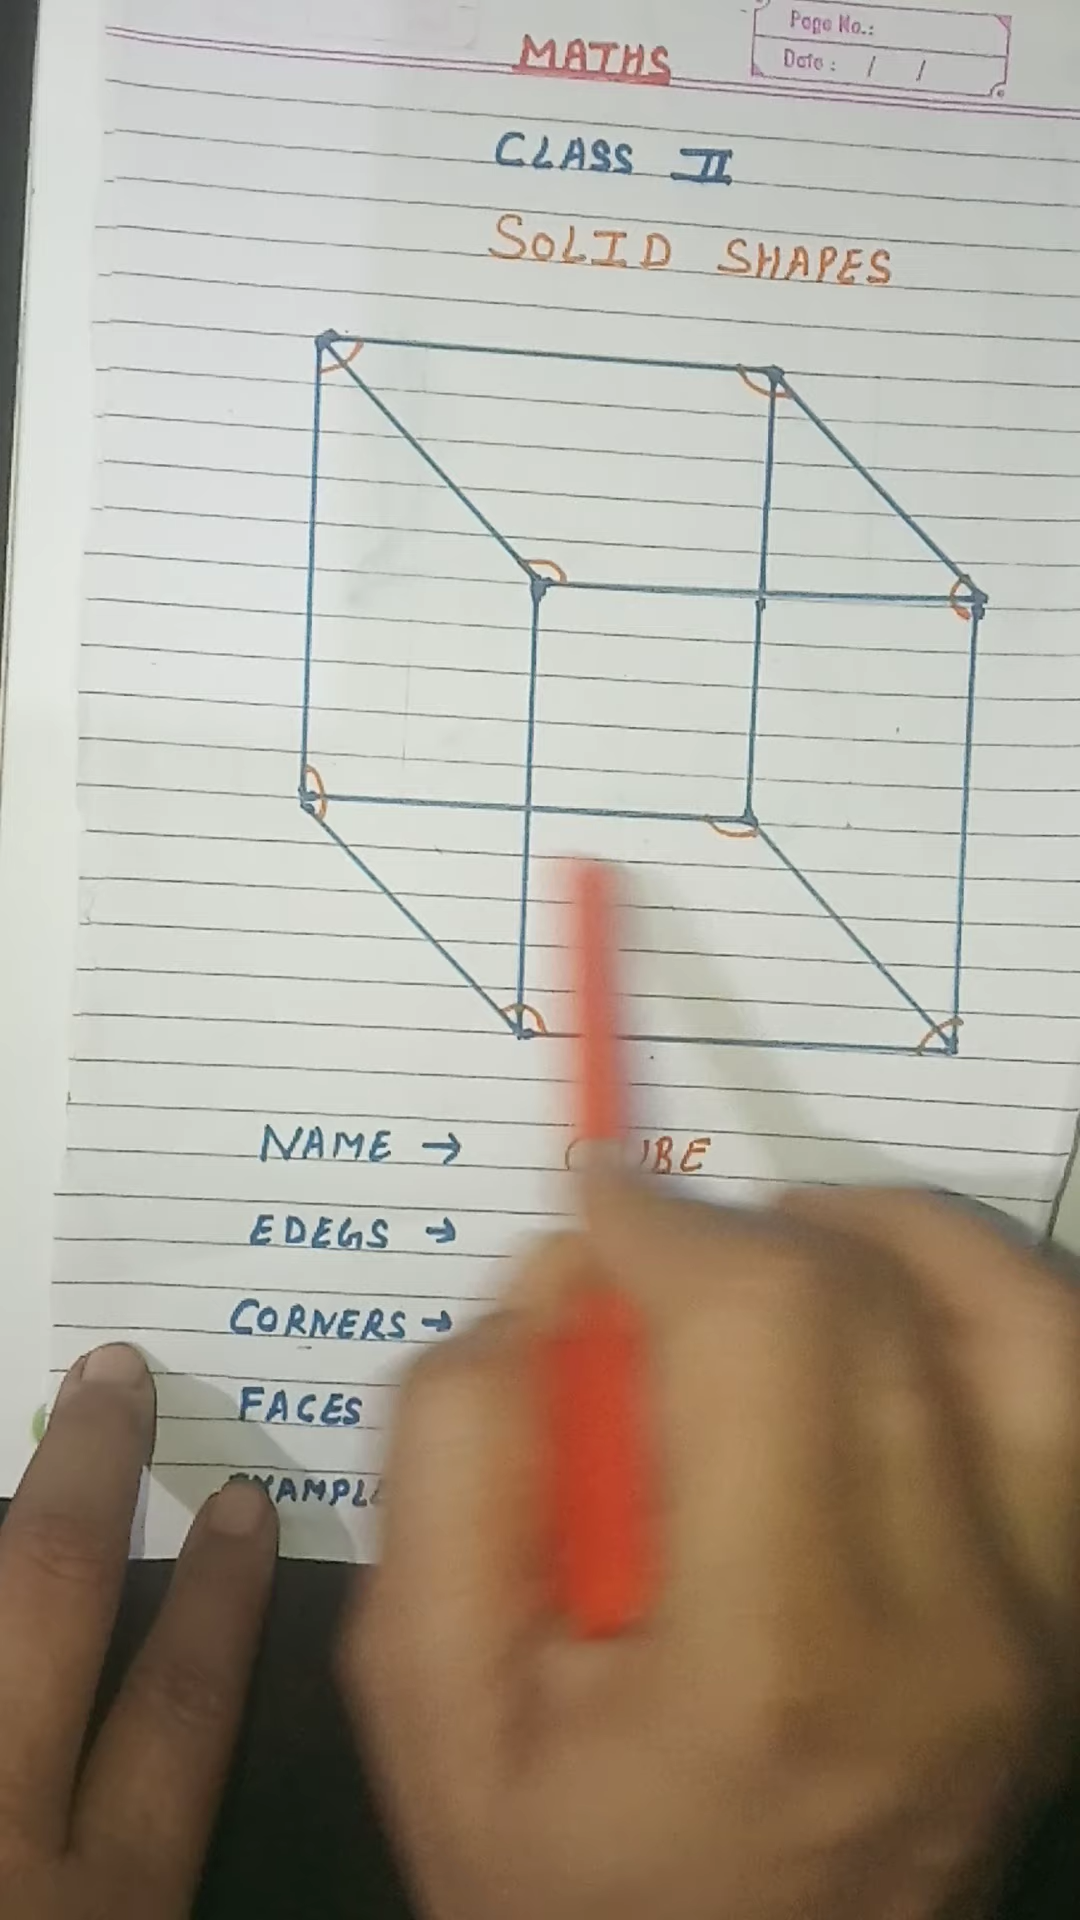 Page No.:
Date : / /
MATHS
CLASS II
SOLID SHAPES
NAME →
EDEGS →
CORNERS →
FACES